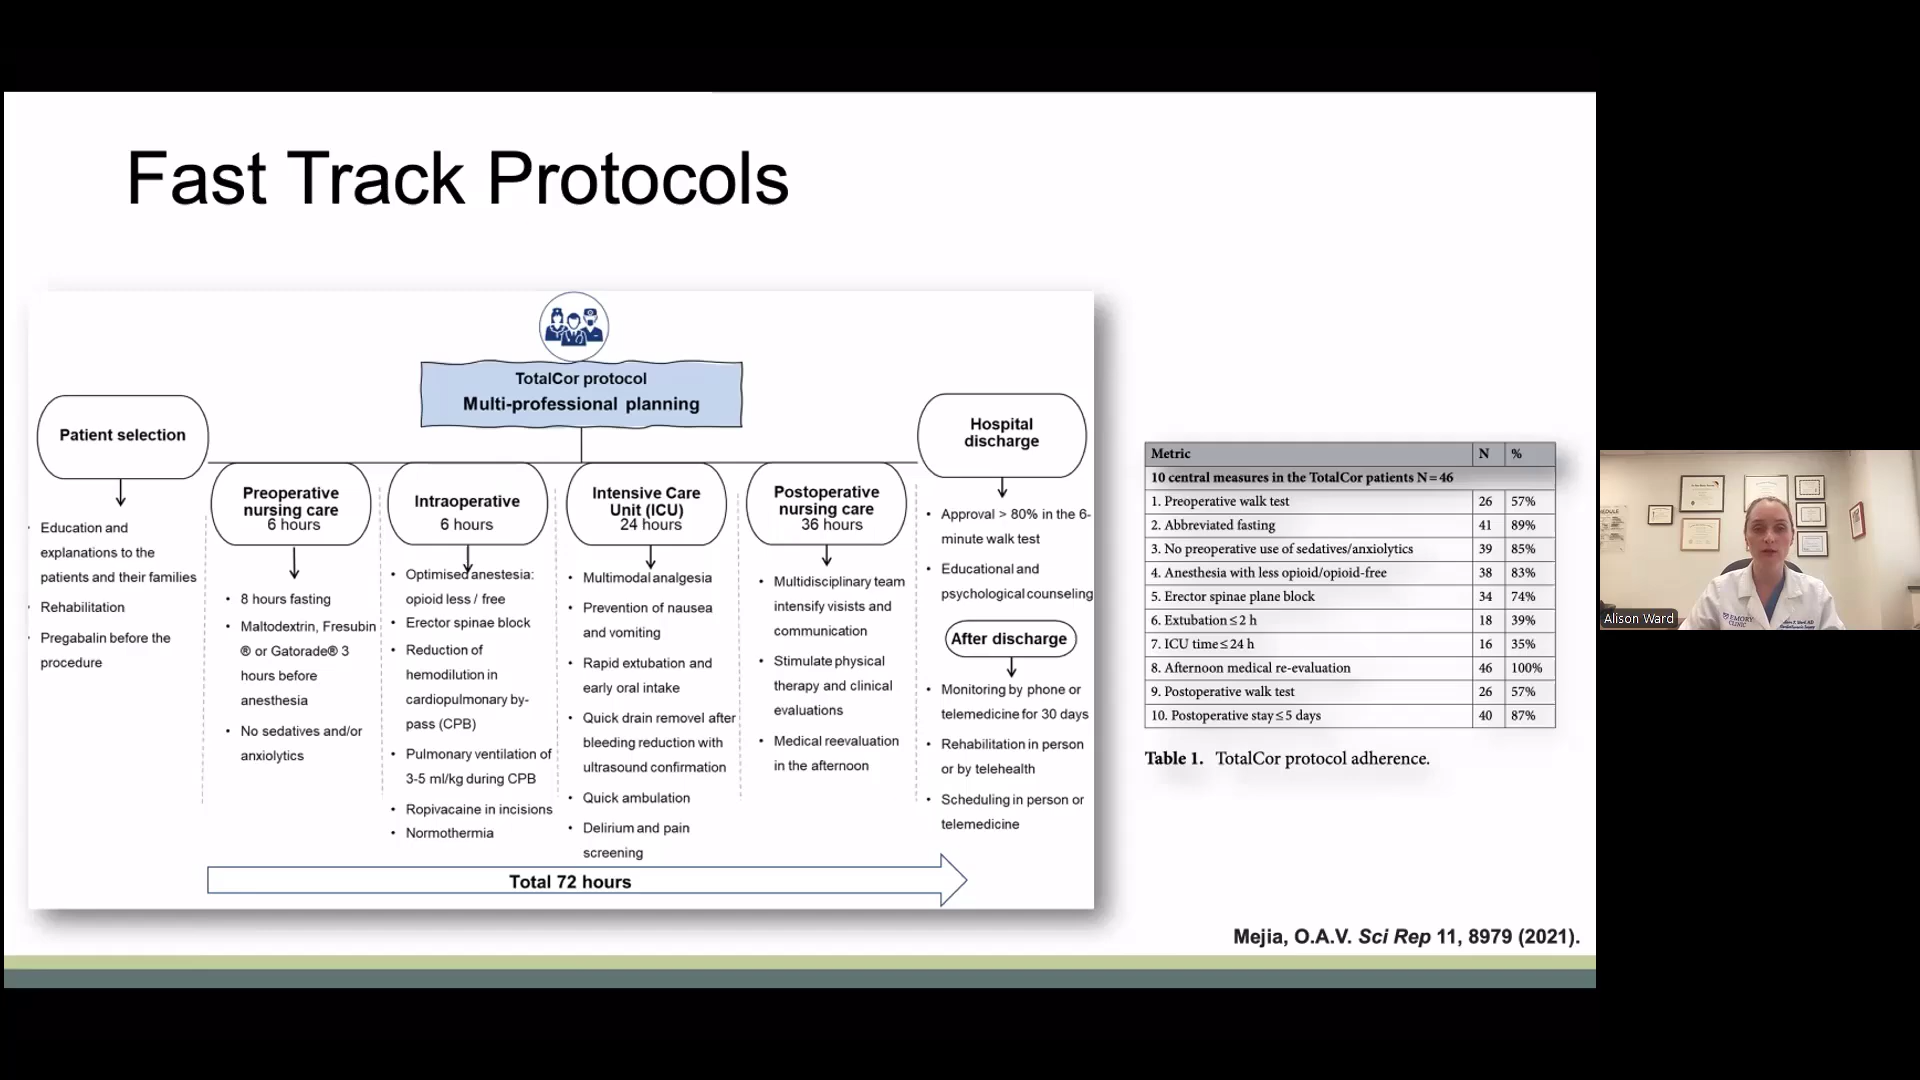 Fast Track Protocols
TotalCor protocol
Multi-professional planning
Patient selection
Education and
explanations to the
patients and their families
Rehabilitation
Pregabalin before the
procedure
Preoperative
nursing care
6 hours
• 8 hours fasting
• Maltodextrin, Fresubin
® or Gatorade® 3
hours before
anesthesia
• No sedatives and/or
anxiolytics
Intraoperative
6 hours
• Optimised anestesia:
opioid less / free
• Erector spinae block
• Reduction of
hemodilution in
cardiopulmonary by-
pass (CPB)
• Pulmonary ventilation of
3-5 ml/kg during CPB
• Ropivacaine in incisions
• Normothermia
Intensive Care
Unit (ICU)
24 hours
• Multimodal analgesia
• Prevention of nausea
and vomiting
• Rapid extubation and
early oral intake
• Quick drain removel after
bleeding reduction with
ultrasound confirmation
• Quick ambulation
• Delirium and pain
screening
Postoperative
nursing care
36 hours
• Multidisciplinary team
intensify visists and
communication
• Stimulate physical
therapy and clinical
evaluations
• Medical reevaluation
in the afternoon
Hospital
discharge
• Approval > 80% in the 6-
minute walk test
• Educational and
psychological counseling
After discharge
• Monitoring by phone or
telemedicine for 30 days
• Rehabilitation in person
or by telehealth
• Scheduling in person or
telemedicine
Total 72 hours
Metric N %
10 central measures in the TotalCor patients N = 46
1. Preoperative walk test 26 57%
2. Abbreviated fasting 41 89%
3. No preoperative use of sedatives/anxiolytics 39 85%
4. Anesthesia with less opioid/opioid-free 38 83%
5. Erector spinae plane block 34 74%
6. Extubation ≤ 2 h 18 39%
7. ICU time ≤ 24 h 16 35%
8. Afternoon medical re-evaluation 46 100%
9. Postoperative walk test 26 57%
10. Postoperative stay ≤ 5 days 40 87%
Table 1. TotalCor protocol adherence.
Mejia, O.A.V. Sci Rep 11, 8979 (2021).
Alison Ward
EMORY
CLINIC